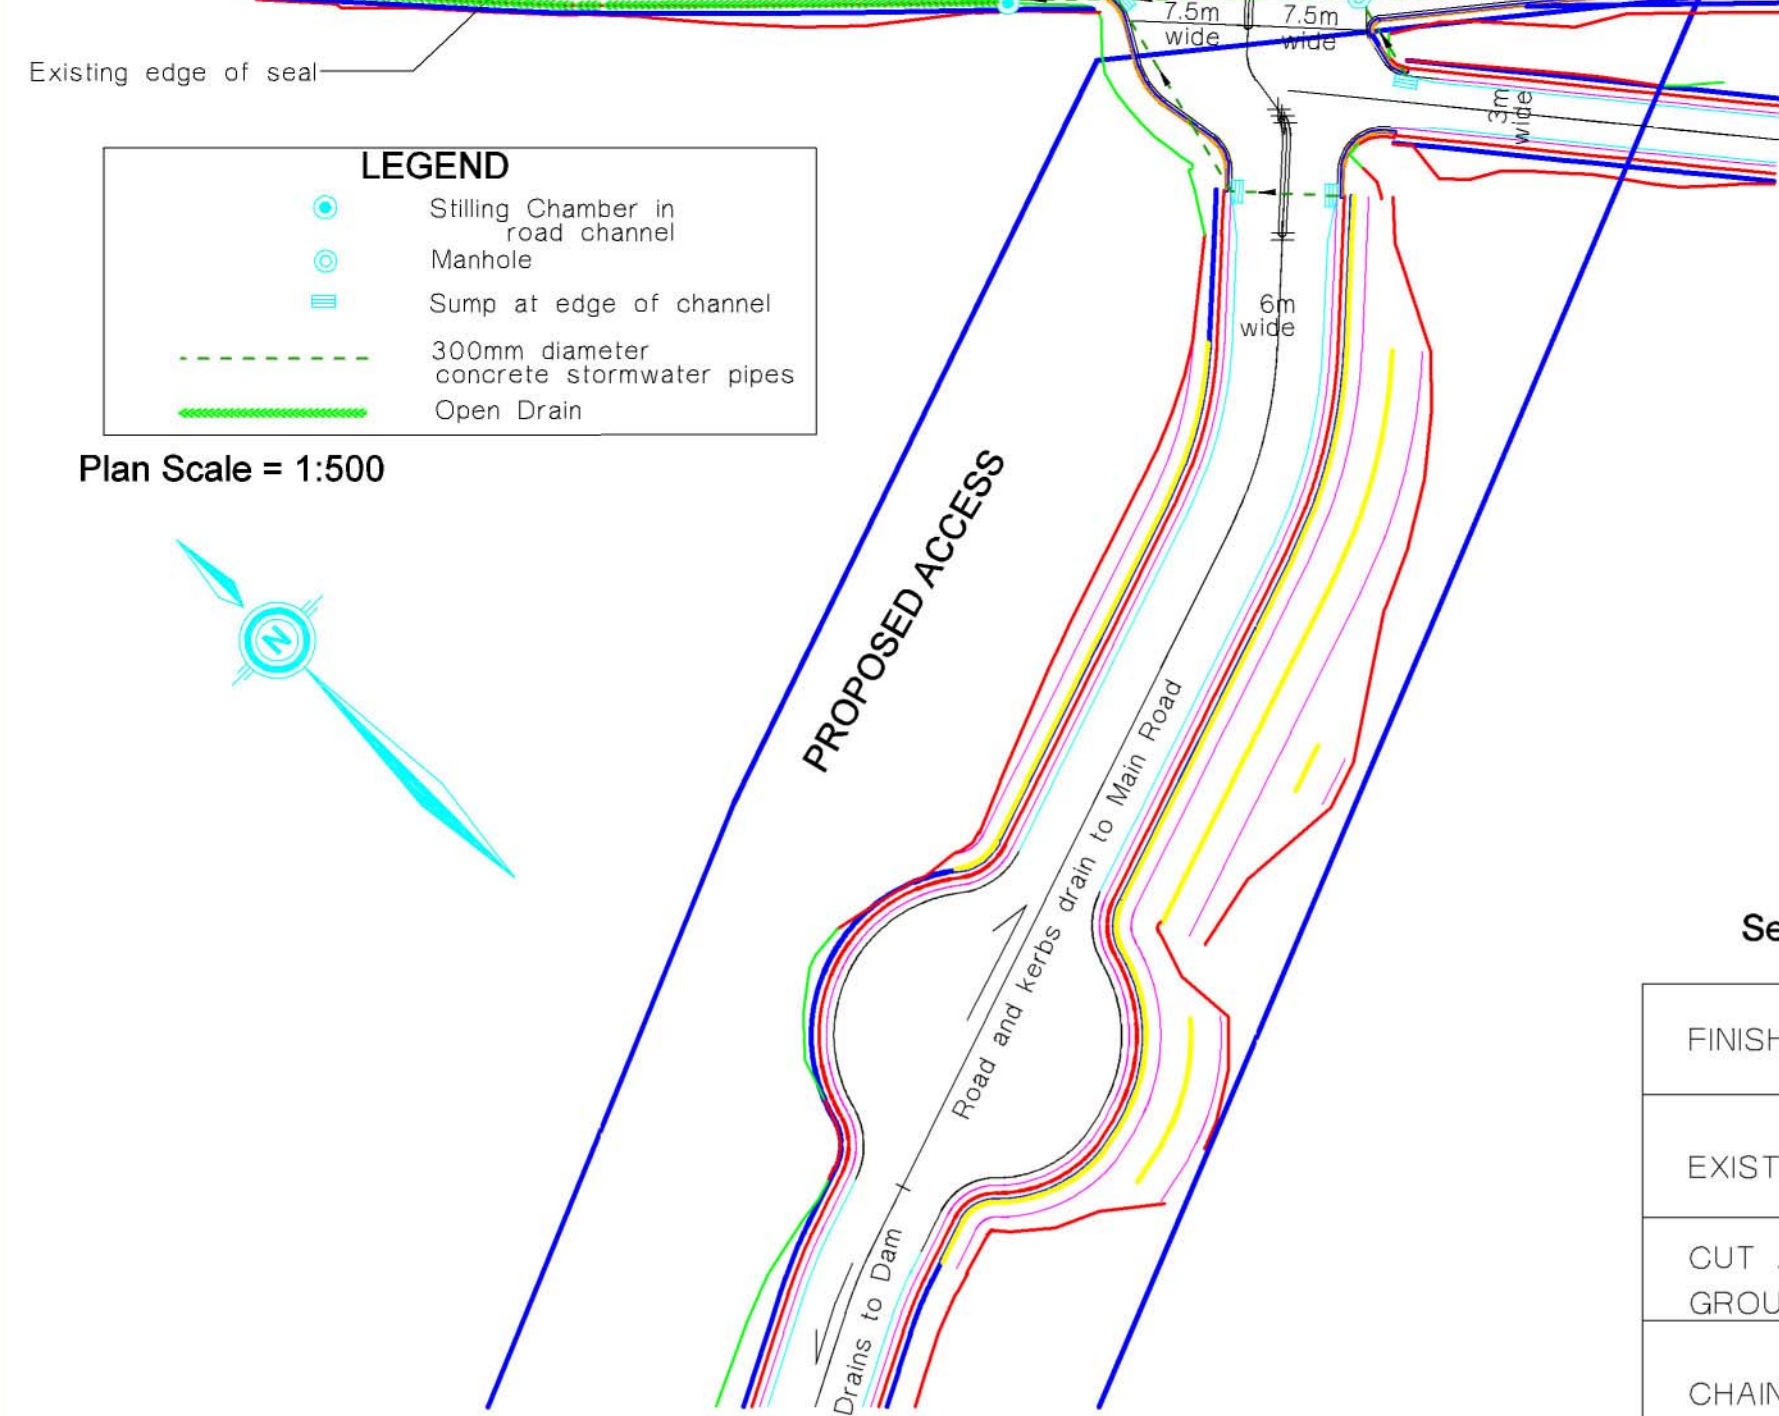 7.5m
wide
7.5m
wide
Existing edge of seal
3m
wide
LEGEND
Stilling Chamber in
road channel
Manhole
Sump at edge of channel
300mm diameter
concrete stormwater pipes
Open Drain
6m
wide
Plan Scale = 1:500
PROPOSED ACCESS
N
Road and kerbs drain to Main Road
Drains to Dam
Se
FINISH
EXIST
CUT
GROU
CHAIN